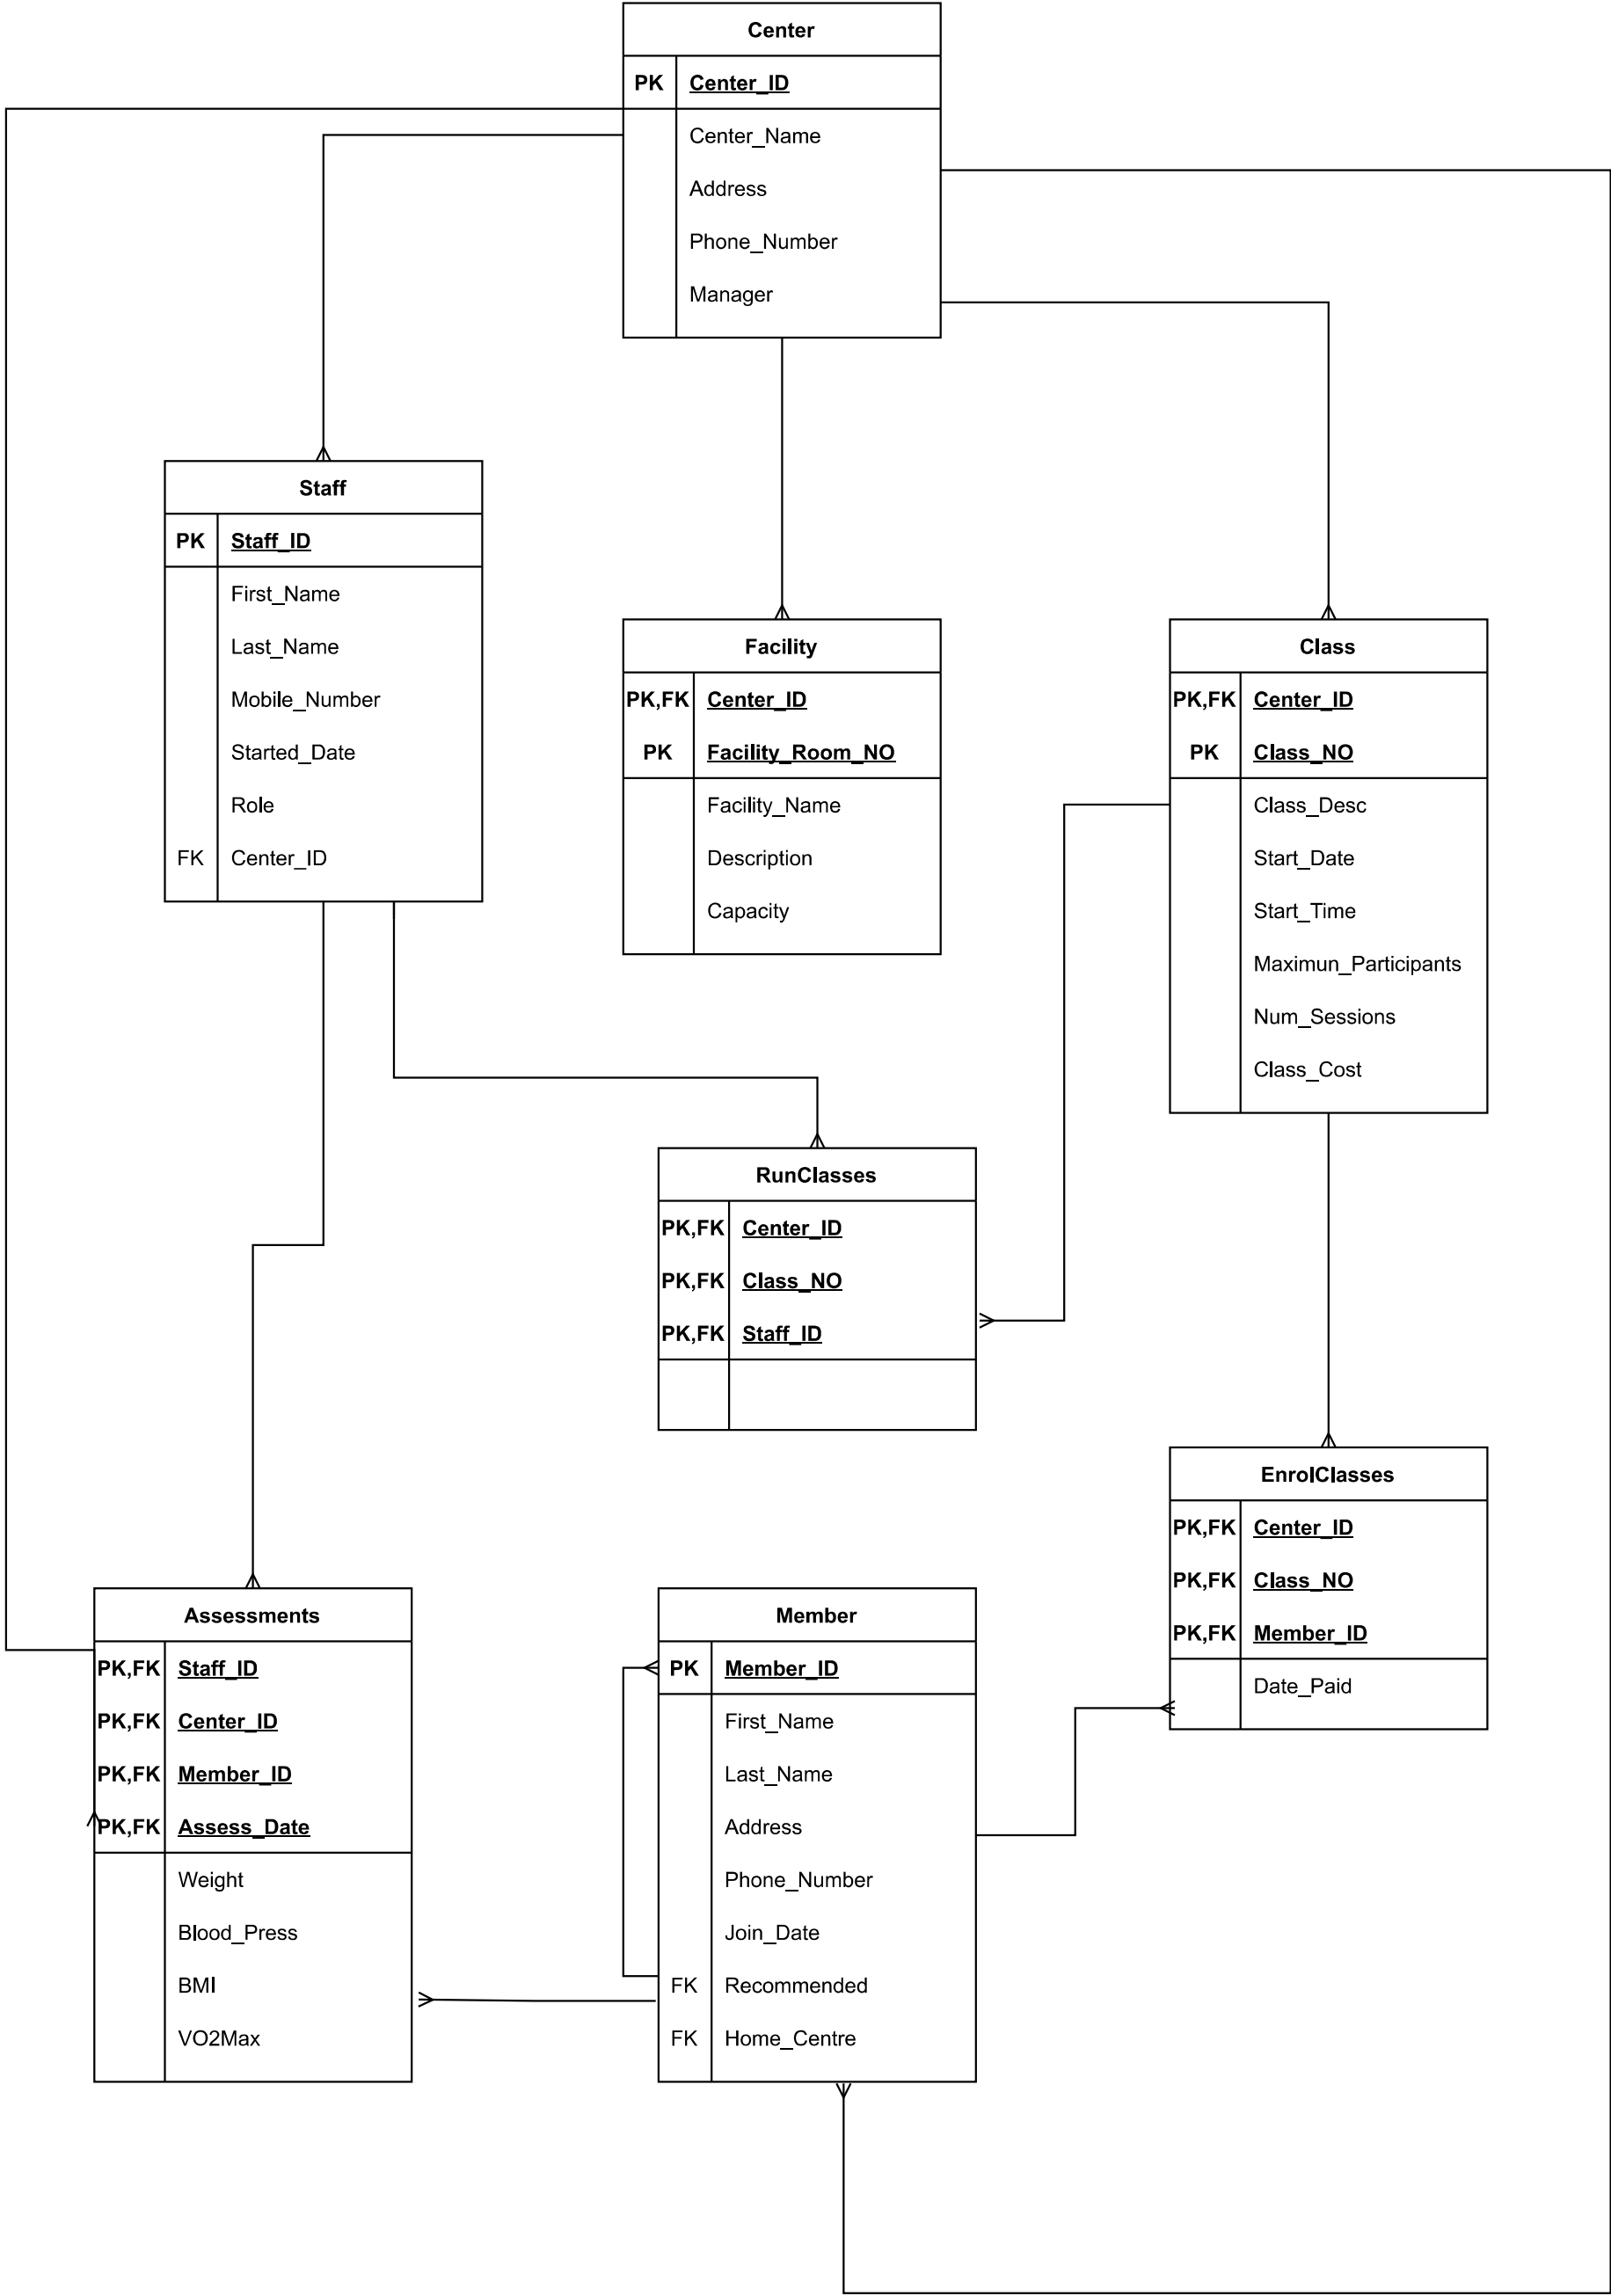 Center
PK Center_ID
Center_Name
Address
Phone_Number
Manager
Staff
PK Staff_ID
First_Name
Last_Name
Mobile_Number
Started_Date
Role
FK Center_ID
Facility
PK,FK Center_ID
PK Facility_Room_NO
Facility_Name
Description
Capacity
Class
PK,FK Center_ID
PK Class_NO
Class_Desc
Start_Date
Start_Time
Maximun_Participants
Num_Sessions
Class_Cost
RunClasses
PK,FK Center_ID
PK,FK Class_NO
PK,FK Staff_ID
EnrolClasses
PK,FK Center_ID
PK,FK Class_NO
PK,FK Member_ID
Date_Paid
Assessments
PK,FK Staff_ID
PK,FK Center_ID
PK,FK Member_ID
PK,FK Assess_Date
Weight
Blood_Press
BMI
VO2Max
Member
PK Member_ID
First_Name
Last_Name
Address
Phone_Number
Join_Date
FK Recommended
FK Home_Centre